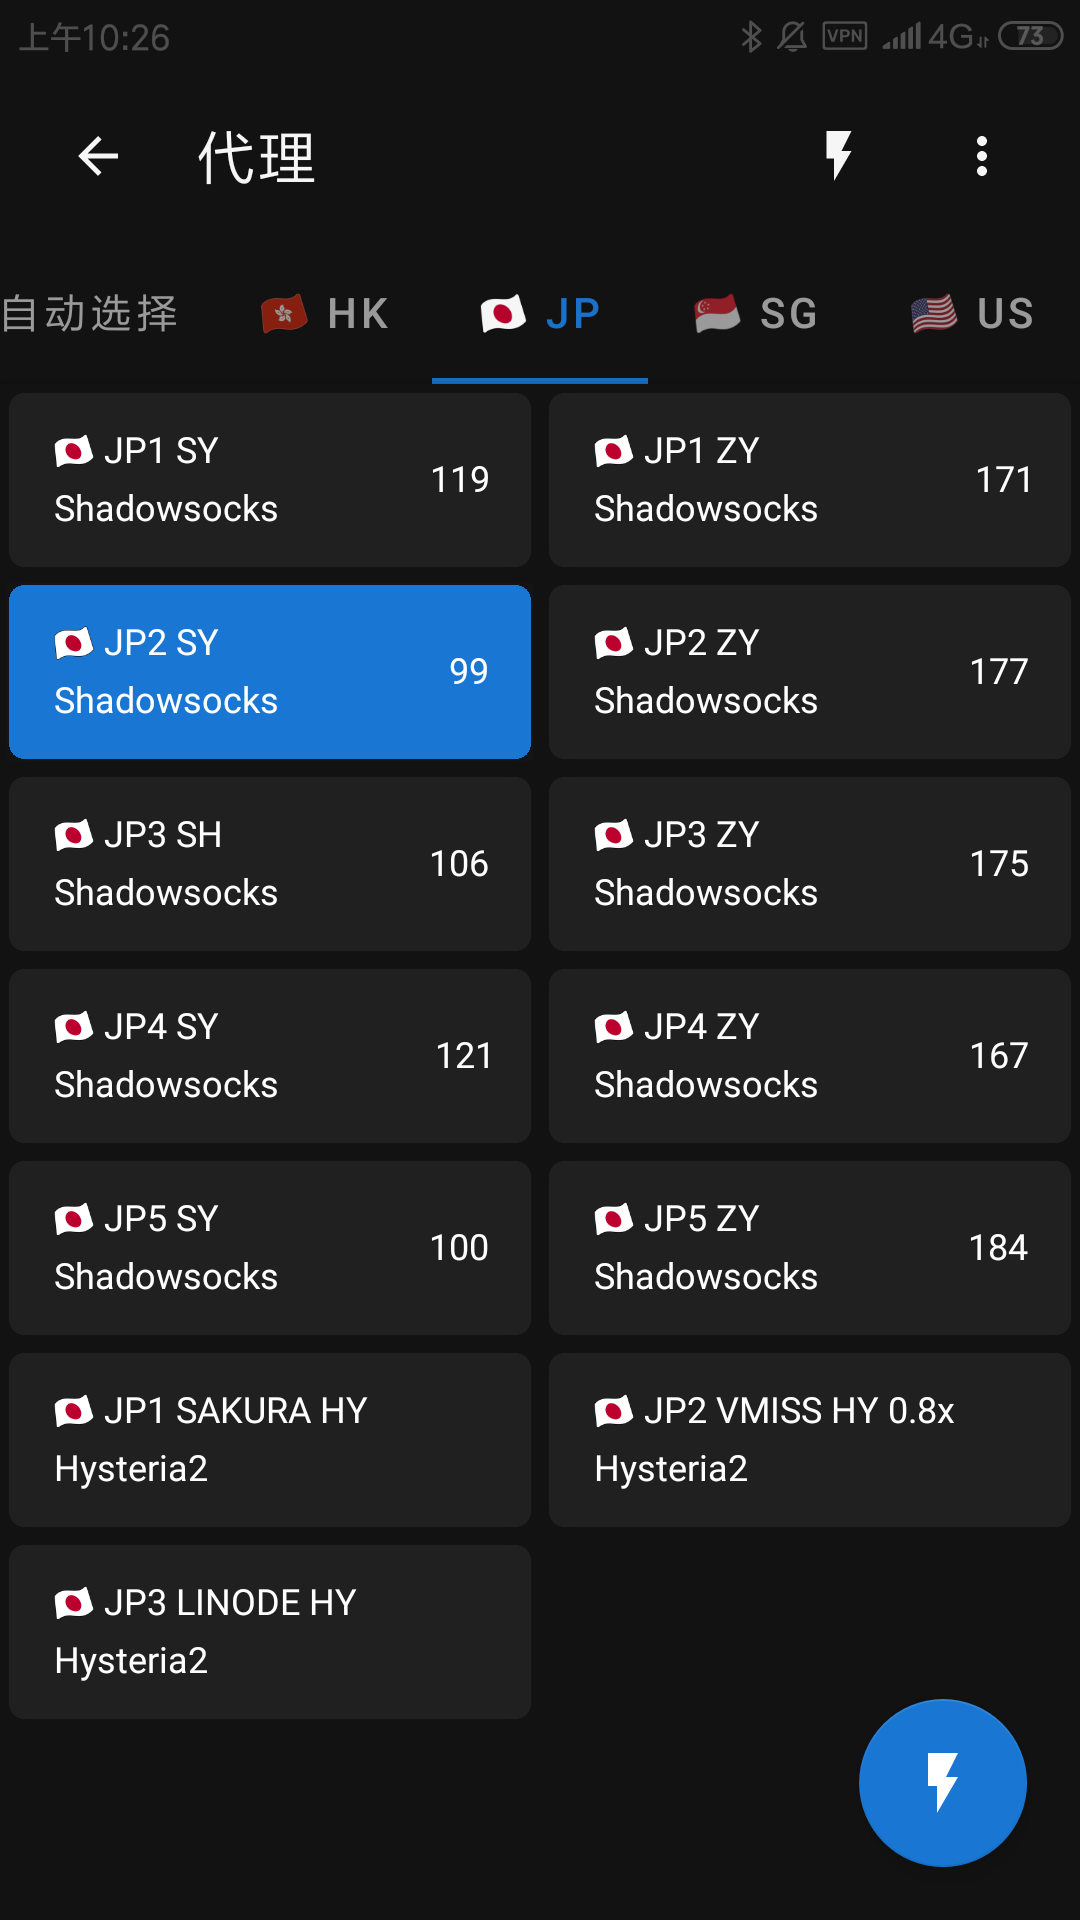 上午10:26 VPN 4G 73
代理
自动选择 HK JP SG US
JP1 SY
Shadowsocks
119
JP1 ZY
Shadowsocks
171
JP2 SY
Shadowsocks
99
JP2 ZY
Shadowsocks
177
JP3 SH
Shadowsocks
106
JP3 ZY
Shadowsocks
175
JP4 SY
Shadowsocks
121
JP4 ZY
Shadowsocks
167
JP5 SY
Shadowsocks
100
JP5 ZY
Shadowsocks
184
JP1 SAKURA HY
Hysteria2
JP2 VMISS HY 0.8x
Hysteria2
JP3 LINODE HY
Hysteria2